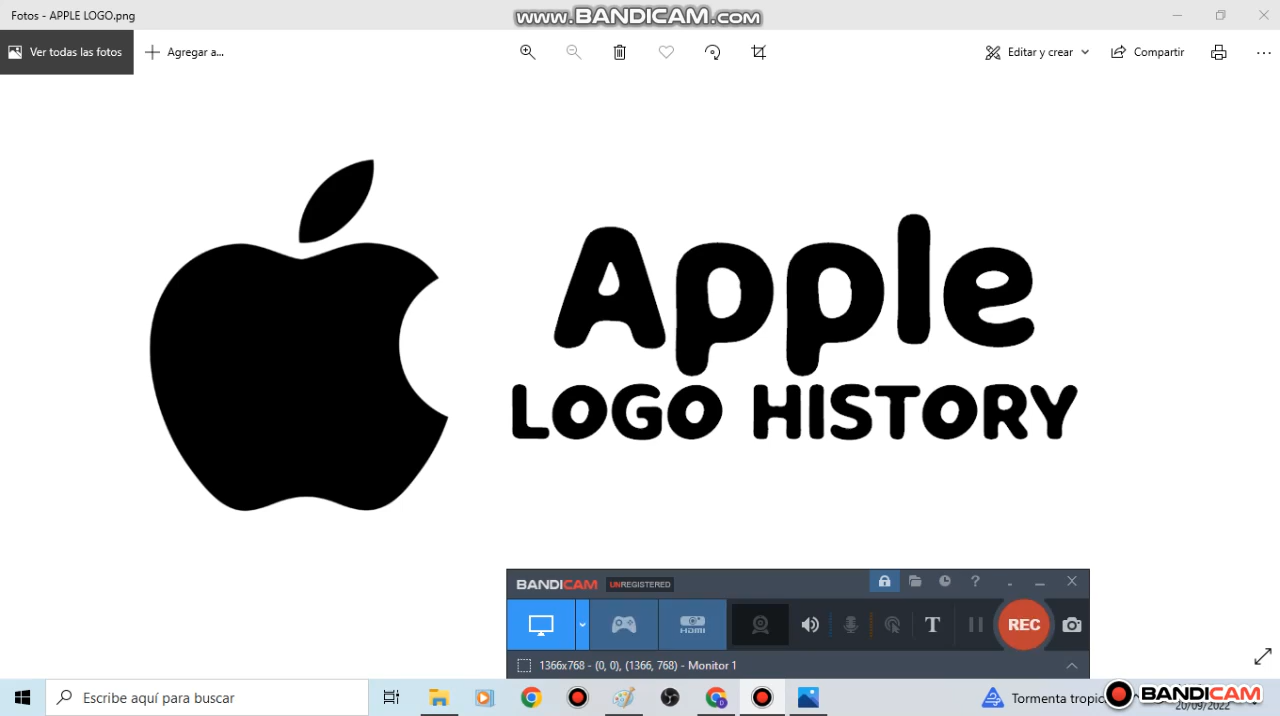 Fotos - APPLE LOGO.png
www.BANDICAM.com
Ver todas las fotos
Agregar a...
Editar y crear
Compartir
Apple
LOGO HISTORY
BANDICAM UNREGISTERED
HDMI
T
REC
1366x768 - (0, 0), (1366, 768) - Monitor 1
Escribe aquí para buscar
Tormenta tropic
BANDICAM
20/09/2022